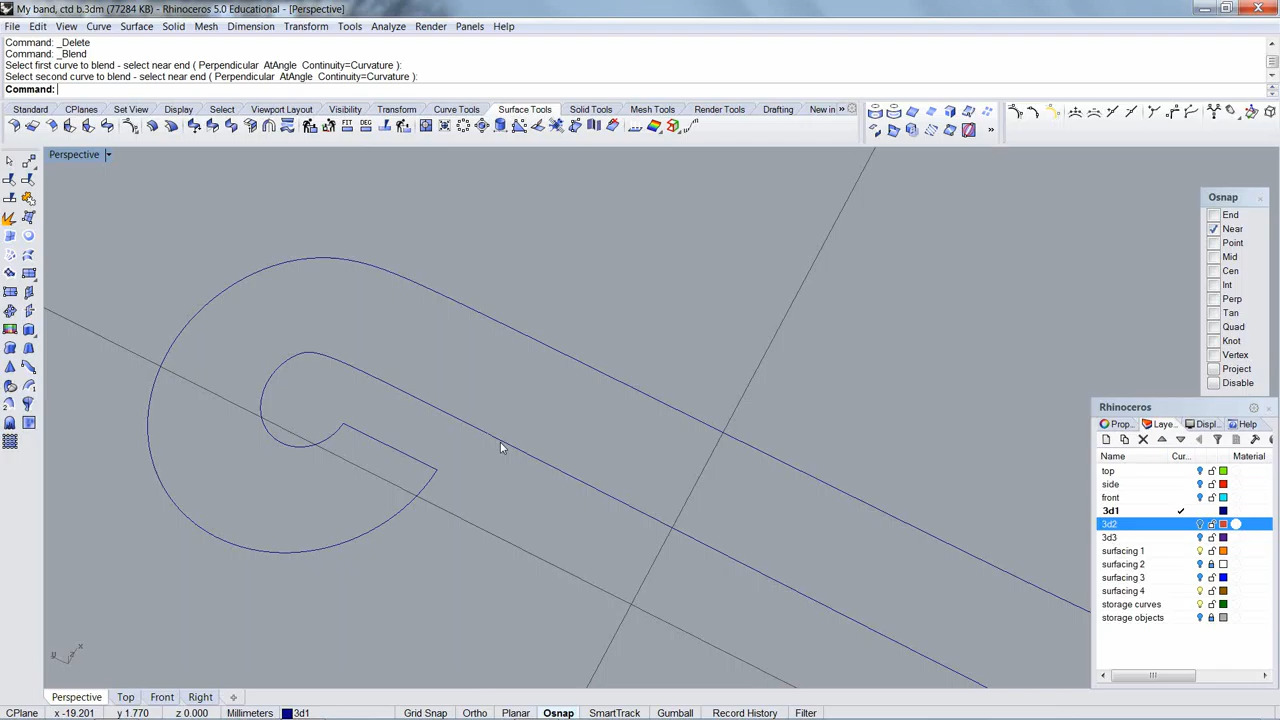 My band, ctd b.3dm (77284 KB) - Rhinoceros 5.0 Educational - [Perspective]
File Edit View Curve Surface Solid Mesh Dimension Transform Tools Analyze Render Panels Help
Command: _Delete
Command: _Blend
Select first curve to blend - select near end ( Perpendicular AtAngle Continuity=Curvature ):
Select second curve to blend - select near end ( Perpendicular AtAngle Continuity=Curvature ):
Command:
Standard CPlanes Set View Display Select Viewport Layout Visibility Transform Curve Tools Surface Tools Solid Tools Mesh Tools Render Tools Drafting New in
FIT DEG
Perspective
Osnap
End
Near
Point
Mid
Cen
Int
Perp
Tan
Quad
Knot
Vertex
Project
Disable
Rhinoceros
Prop... Laye... Displ... Help
Name Cur... Material
top
side
front
3d1
3d2
3d3
surfacing 1
surfacing 2
surfacing 3
surfacing 4
storage curves
storage objects
Perspective Top Front Right
CPlane x -19.201 y 1.770 z 0.000 Millimeters 3d1 Grid Snap Ortho Planar Osnap SmartTrack Gumball Record History Filter